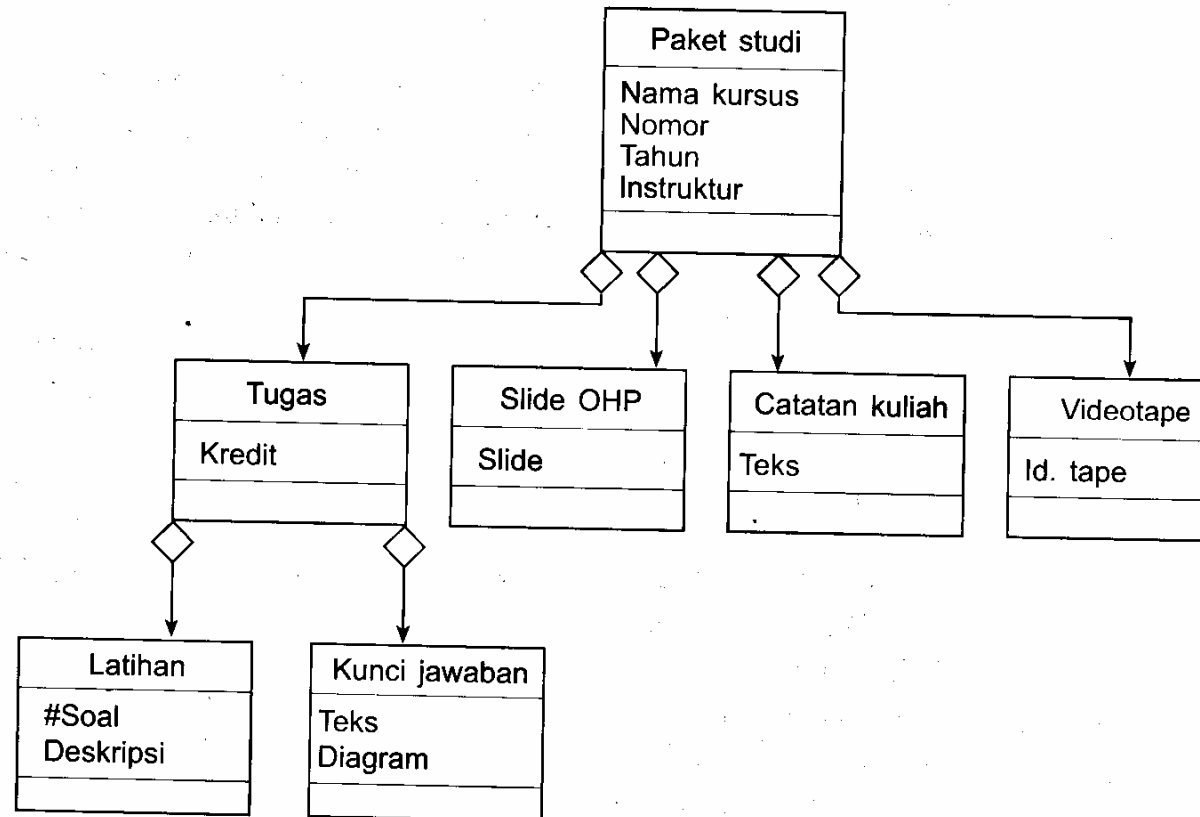 Paket studi
Nama kursus
Nomor
Tahun
Instruktur
Tugas
Kredit
Slide OHP
Slide
Catatan kuliah
Teks
Videotape
Id. tape
Latihan
#Soal
Deskripsi
Kunci jawaban
Teks
Diagram